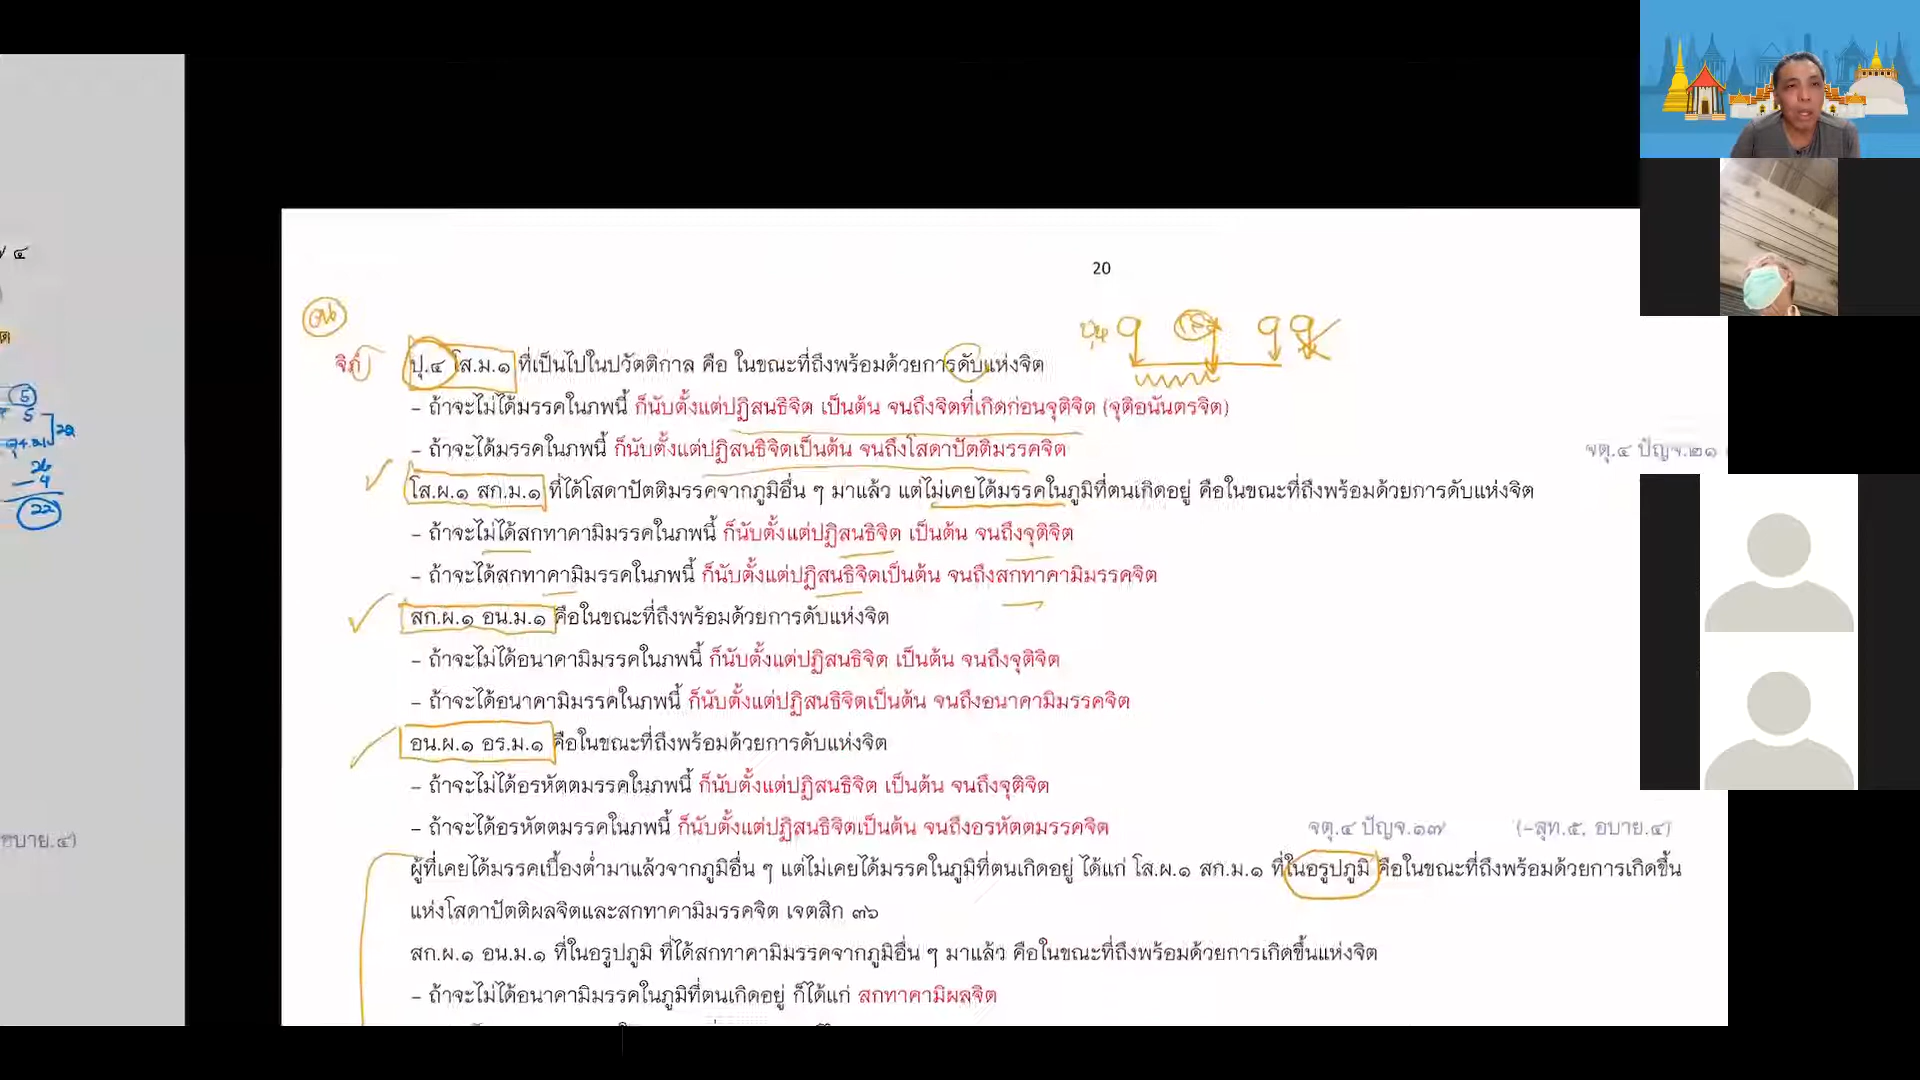 20
จิภํ ปุ.๔ โส.ม.๑ ที่เป็นไปในปวัตติกาล คือ ในขณะที่ถึงพร้อมด้วยการดับแห่งจิต
– ถ้าจะไม่ได้มรรคในภพนี้ ก็นับตั้งแต่ปฏิสนธิจิต เป็นต้น จนถึงจิตที่เกิดก่อนจุติจิต (จุติอนันตรจิต)
– ถ้าจะได้มรรคในภพนี้ ก็นับตั้งแต่ปฏิสนธิจิตเป็นต้น จนถึงโสดาปัตติมรรคจิต
จตุ.๔ ปัญจ.๒๑
โส.ผ.๑ สก.ม.๑ ที่ได้โสดาปัตติมรรคจากภูมิอื่น ๆ มาแล้ว แต่ไม่เคยได้มรรคในภูมิที่ตนเกิดอยู่ คือในขณะที่ถึงพร้อมด้วยการดับแห่งจิต
– ถ้าจะไม่ได้สกทาคามิมรรคในภพนี้ ก็นับตั้งแต่ปฏิสนธิจิต เป็นต้น จนถึงจุติจิต
– ถ้าจะได้สกทาคามิมรรคในภพนี้ ก็นับตั้งแต่ปฏิสนธิจิตเป็นต้น จนถึงสกทาคามิมรรคจิต
สก.ผ.๑ อน.ม.๑ คือในขณะที่ถึงพร้อมด้วยการดับแห่งจิต
– ถ้าจะไม่ได้อนาคามิมรรคในภพนี้ ก็นับตั้งแต่ปฏิสนธิจิต เป็นต้น จนถึงจุติจิต
– ถ้าจะได้อนาคามิมรรคในภพนี้ ก็นับตั้งแต่ปฏิสนธิจิตเป็นต้น จนถึงอนาคามิมรรคจิต
อน.ผ.๑ อร.ม.๑ คือในขณะที่ถึงพร้อมด้วยการดับแห่งจิต
– ถ้าจะไม่ได้อรหัตตมรรคในภพนี้ ก็นับตั้งแต่ปฏิสนธิจิต เป็นต้น จนถึงจุติจิต
– ถ้าจะได้อรหัตตมรรคในภพนี้ ก็นับตั้งแต่ปฏิสนธิจิตเป็นต้น จนถึงอรหัตตมรรคจิต จตุ.๔ ปัญจ.๑๗ (–สุท.๕, อบาย.๔)
ผู้ที่เคยได้มรรคเบื้องต่ำมาแล้วจากภูมิอื่น ๆ แต่ไม่เคยได้มรรคในภูมิที่ตนเกิดอยู่ ได้แก่ โส.ผ.๑ สก.ม.๑ ที่ในอรูปภูมิ คือในขณะที่ถึงพร้อมด้วยการเกิดขึ้น
แห่งโสดาปัตติผลจิตและสกทาคามิมรรคจิต เจตสิก ๓๖
สก.ผ.๑ อน.ม.๑ ที่ในอรูปภูมิ ที่ได้สกทาคามิมรรคจากภูมิอื่น ๆ มาแล้ว คือในขณะที่ถึงพร้อมด้วยการเกิดขึ้นแห่งจิต
– ถ้าจะไม่ได้อนาคามิมรรคในภูมิที่ตนเกิดอยู่ ก็ได้แก่ สกทาคามิผลจิต
๔
5
5
22
26
–4
22
อบาย.๔)